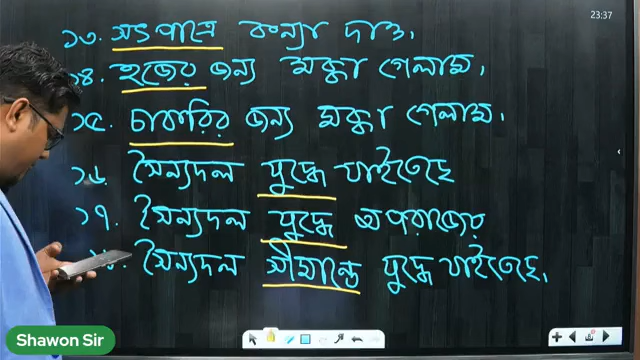 23:37
১৩. সৎপাত্রে কন্যা দাও,
১৪. হজের জন্য মক্কা গেলাম,
১৫. চাকরির জন্য মক্কা গেলাম.
১৬. সৈন্যদল যুদ্ধে যাইতেছে
১৭. সৈন্যদল যুদ্ধে অপরাজেয়
সৈন্যদল সীমান্তে যুদ্ধে যাইতেছে.
Shawon Sir